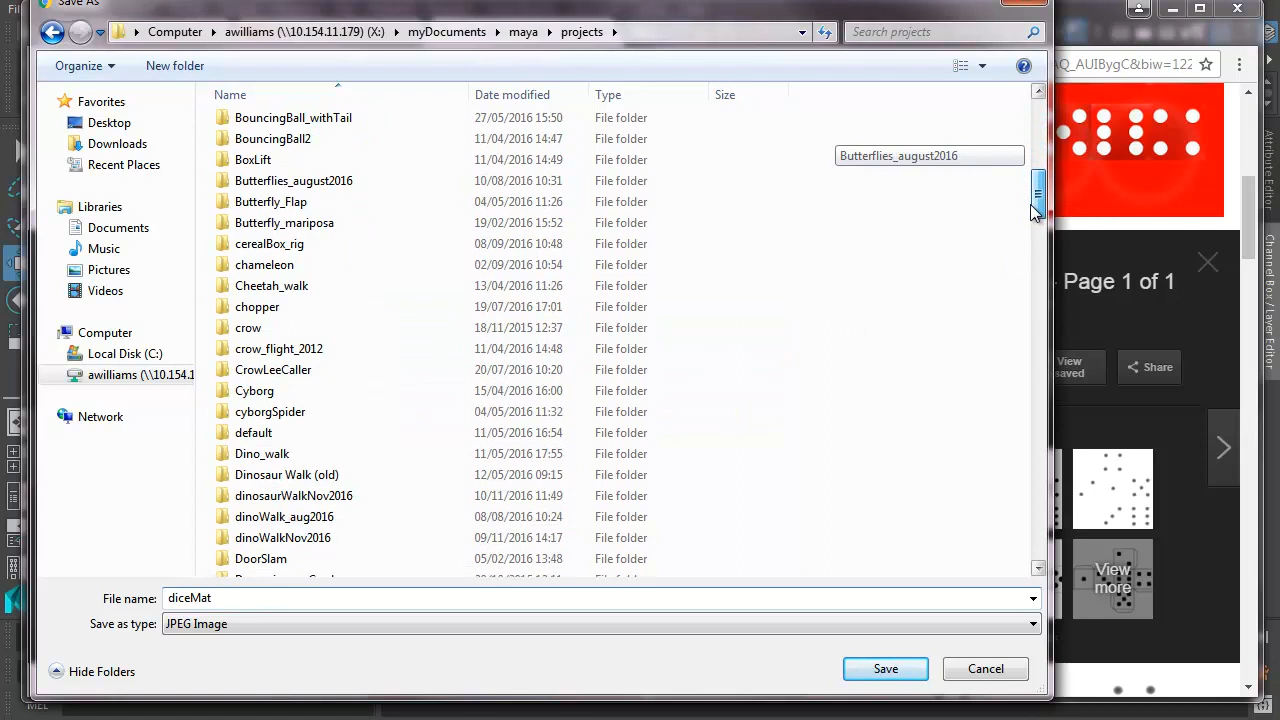 Save As
Computer awilliams (\\10.154.11.179) (X:) myDocuments maya projects
Search projects
AQ_AUIBygC&biw=122
Organize
New folder
Name
Date modified
Type
Size
Favorites
Desktop
Downloads
Recent Places
Libraries
Documents
Music
Pictures
Videos
Computer
Local Disk (C:)
awilliams (\\10.154.1
Network
BouncingBall_withTail 27/05/2016 15:50 File folder
BouncingBall2 11/04/2016 14:47 File folder
BoxLift 11/04/2016 14:49 File folder
Butterflies_august2016 10/08/2016 10:31 File folder
Butterfly_Flap 04/05/2016 11:26 File folder
Butterfly_mariposa 19/02/2016 15:52 File folder
cerealBox_rig 08/09/2016 10:48 File folder
chameleon 02/09/2016 10:54 File folder
Cheetah_walk 13/04/2016 11:26 File folder
chopper 19/07/2016 17:01 File folder
crow 18/11/2015 12:37 File folder
crow_flight_2012 11/04/2016 14:48 File folder
CrowLeeCaller 20/07/2016 10:20 File folder
Cyborg 15/04/2016 16:00 File folder
cyborgSpider 04/05/2016 11:32 File folder
default 11/05/2016 16:54 File folder
Dino_walk 11/05/2016 17:55 File folder
Dinosaur Walk (old) 12/05/2016 09:15 File folder
dinosaurWalkNov2016 10/11/2016 11:49 File folder
dinoWalk_aug2016 08/08/2016 10:24 File folder
dinoWalkNov2016 09/11/2016 14:17 File folder
DoorSlam 05/02/2016 13:48 File folder
Butterflies_august2016
File name: diceMat
Save as type: JPEG Image
Hide Folders
Save
Cancel
Page 1 of 1
View saved
Share
View more
Attribute Editor
Channel Box / Layer Editor
MEL